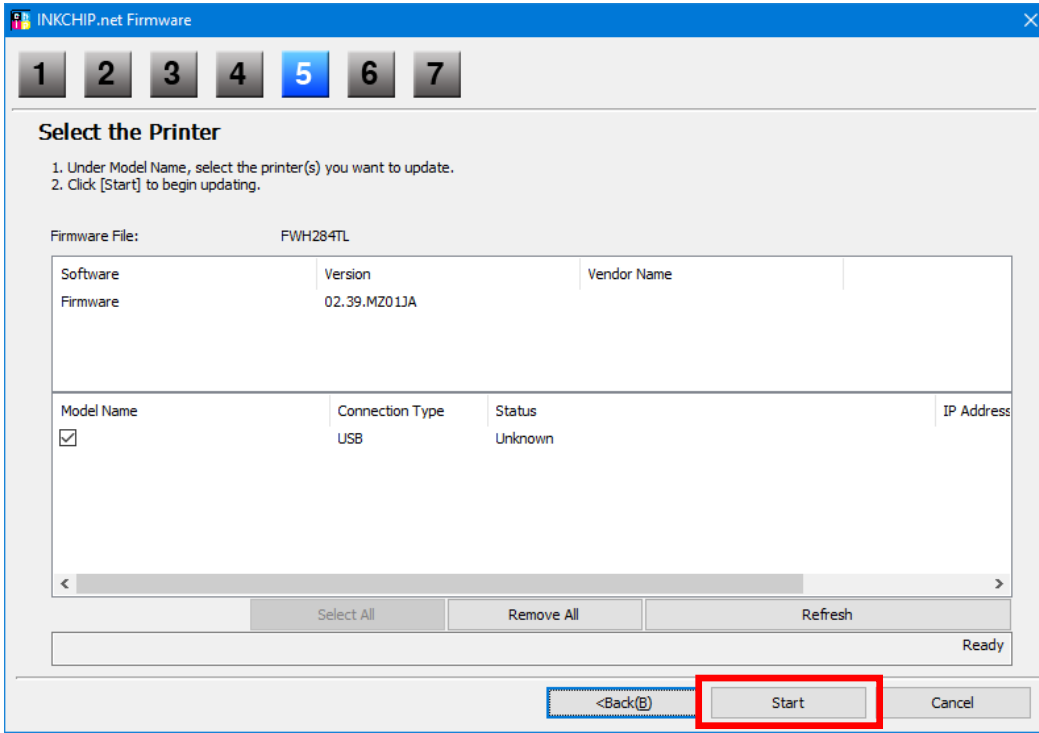 INKCHIP.net Firmware
1 2 3 4 5 6 7
Select the Printer
1. Under Model Name, select the printer(s) you want to update.
2. Click [Start] to begin updating.
Firmware File: FWH284TL
Software Version Vendor Name
Firmware 02.39.MZ01JA
Model Name Connection Type Status IP Address
USB Unknown
Select All Remove All Refresh
Ready
<Back(B) Start Cancel